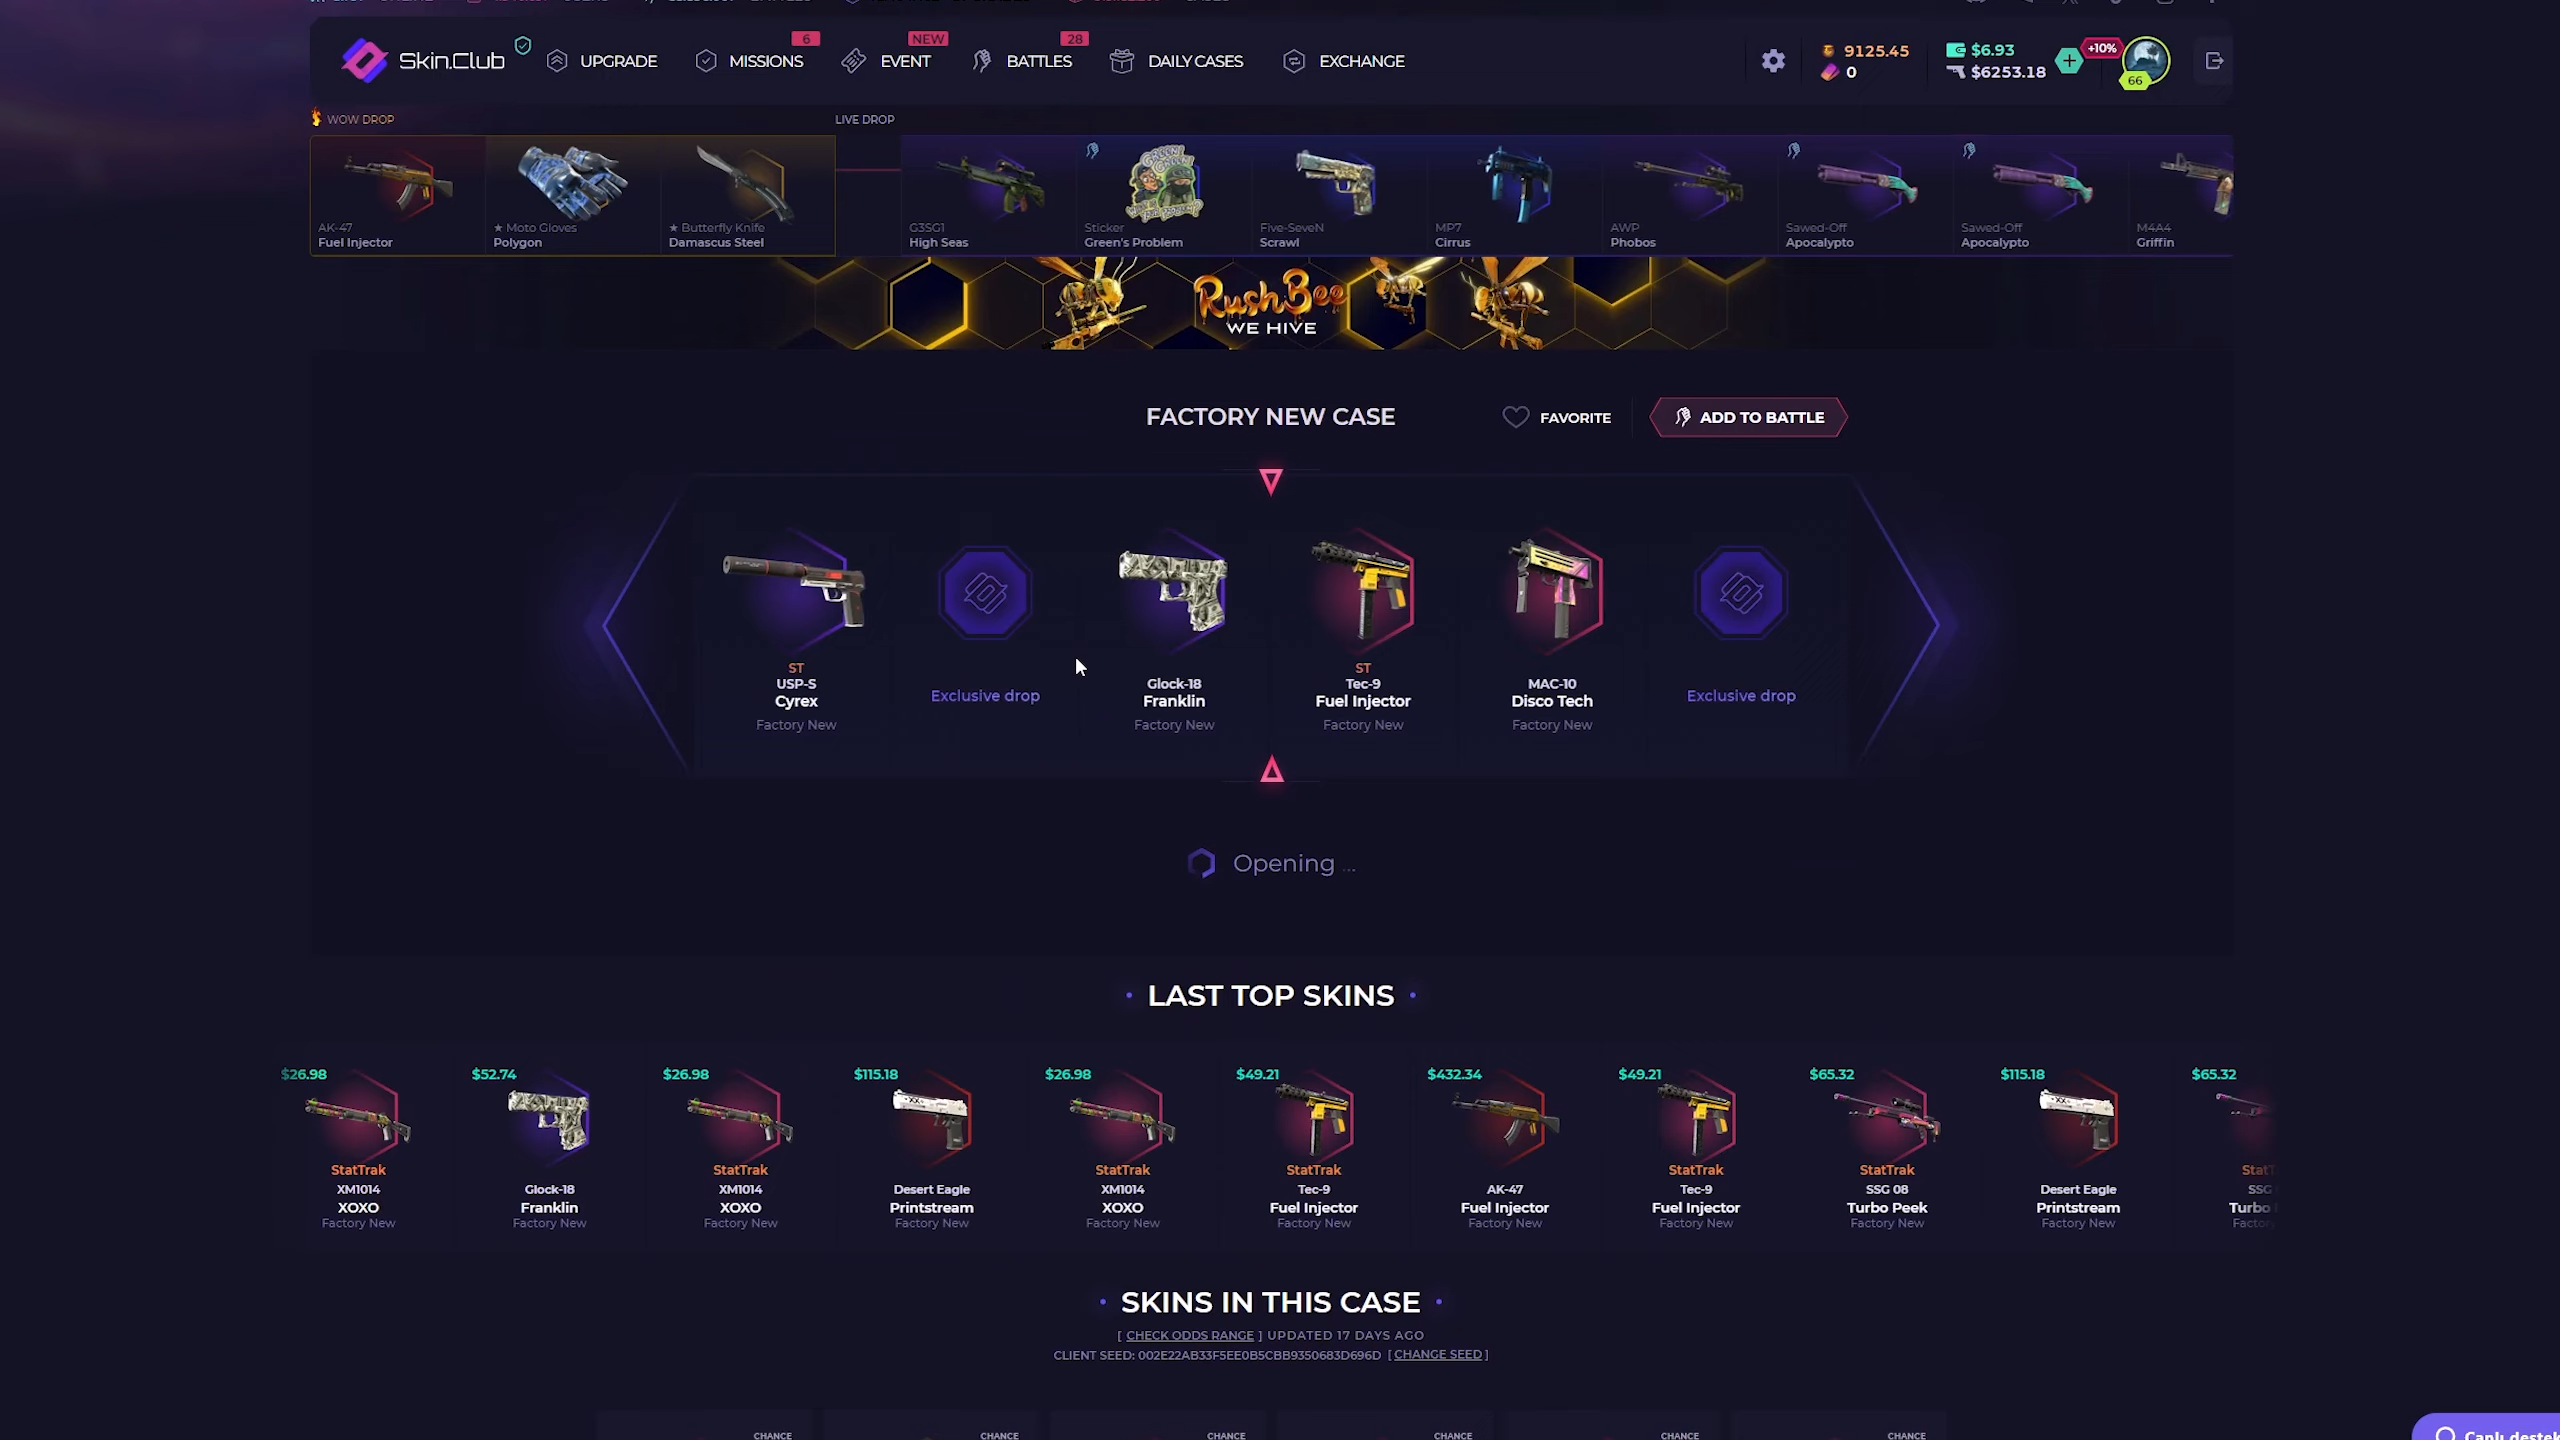 Skin.Club
UPGRADE
MISSIONS
6
EVENT
NEW
BATTLES
28
DAILY CASES
EXCHANGE
9125.45
0
$6.93
$6253.18
+10%
66
WOW DROP
LIVE DROP
AK-47
Fuel Injector
★ Moto Gloves
Polygon
★ Butterfly Knife
Damascus Steel
G3SG1
High Seas
Sticker
Green's Problem
Five-SeveN
Scrawl
MP7
Cirrus
AWP
Phobos
Sawed-Off
Apocalypto
Sawed-Off
Apocalypto
M4A4
Griffin
RushBee
WE HIVE
FACTORY NEW CASE
FAVORITE
ADD TO BATTLE
ST
USP-S
Cyrex
Factory New
Exclusive drop
Glock-18
Franklin
Factory New
ST
Tec-9
Fuel Injector
Factory New
MAC-10
Disco Tech
Factory New
Exclusive drop
Opening ...
LAST TOP SKINS
$26.98
StatTrak
XM1014
XOXO
Factory New
$52.74
Glock-18
Franklin
Factory New
$26.98
StatTrak
XM1014
XOXO
Factory New
$115.18
Desert Eagle
Printstream
Factory New
$26.98
StatTrak
XM1014
XOXO
Factory New
$49.21
StatTrak
Tec-9
Fuel Injector
Factory New
$432.34
AK-47
Fuel Injector
Factory New
$49.21
StatTrak
Tec-9
Fuel Injector
Factory New
$65.32
StatTrak
SSG 08
Turbo Peek
Factory New
$115.18
Desert Eagle
Printstream
Factory New
$65.32
SSG
Turbo
SKINS IN THIS CASE
[ CHECK ODDS RANGE ] UPDATED 17 DAYS AGO
CLIENT SEED: 002E22AB33F5EE0B5CBB9350683D696D [ CHANGE SEED ]
CHANCE
CHANCE
CHANCE
CHANCE
CHANCE
CHANCE
Canlı destek